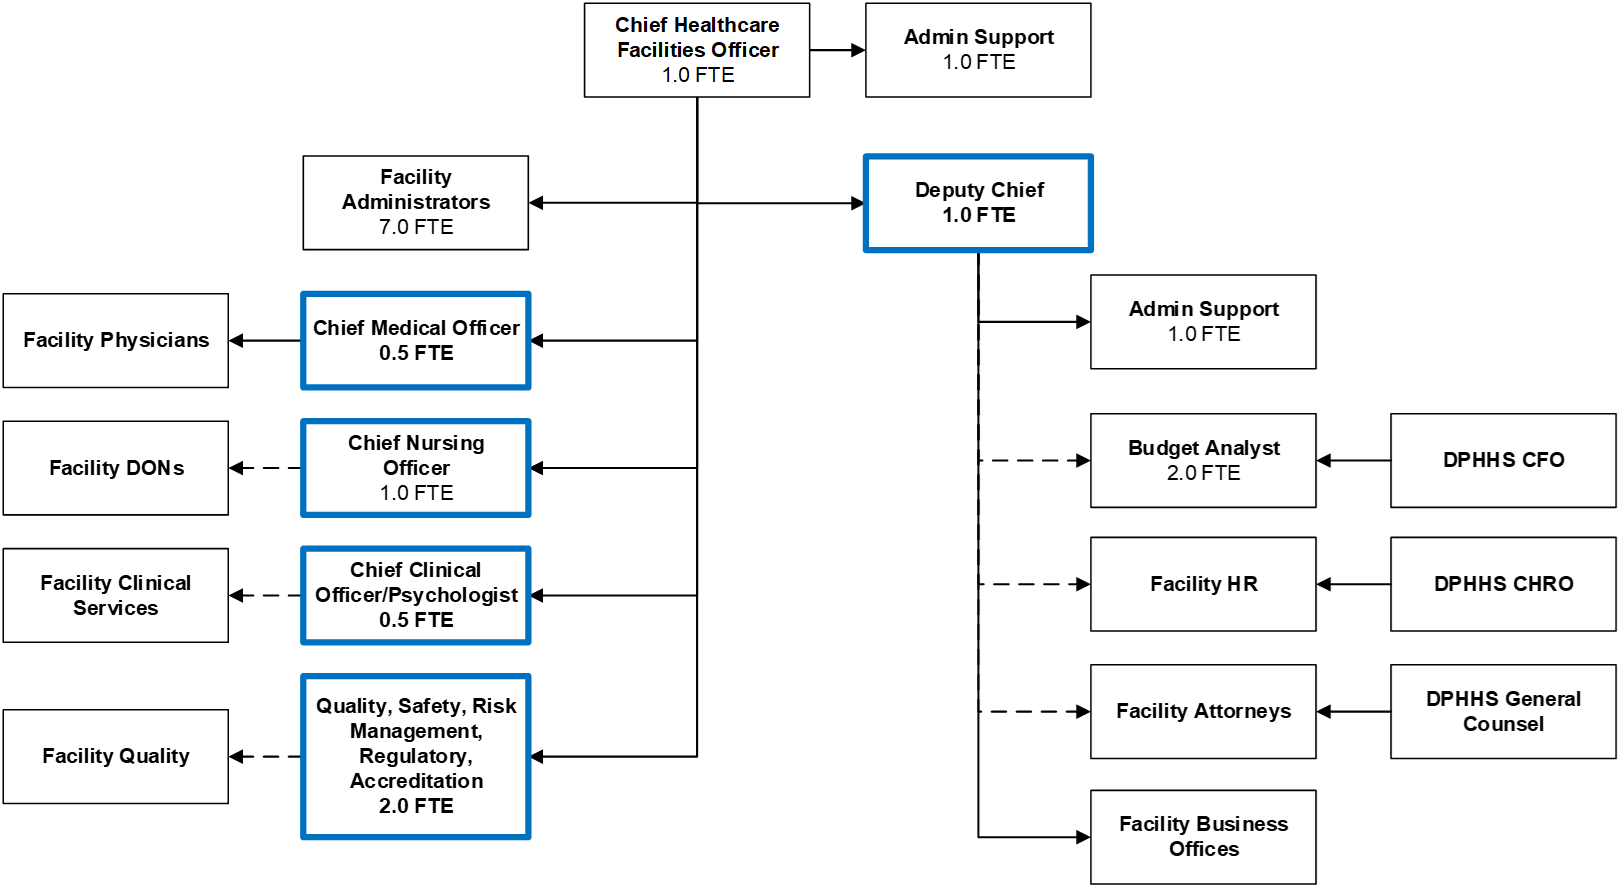 Chief Healthcare
Facilities Officer
1.0 FTE
Admin Support
1.0 FTE
Facility
Administrators
7.0 FTE
Deputy Chief
1.0 FTE
Admin Support
1.0 FTE
Facility Physicians
Chief Medical Officer
0.5 FTE
Facility DONs
Chief Nursing
Officer
1.0 FTE
Budget Analyst
2.0 FTE
DPHHS CFO
Facility Clinical
Services
Chief Clinical
Officer/Psychologist
0.5 FTE
Facility HR
DPHHS CHRO
Facility Quality
Quality, Safety, Risk
Management,
Regulatory,
Accreditation
2.0 FTE
Facility Attorneys
DPHHS General
Counsel
Facility Business
Offices